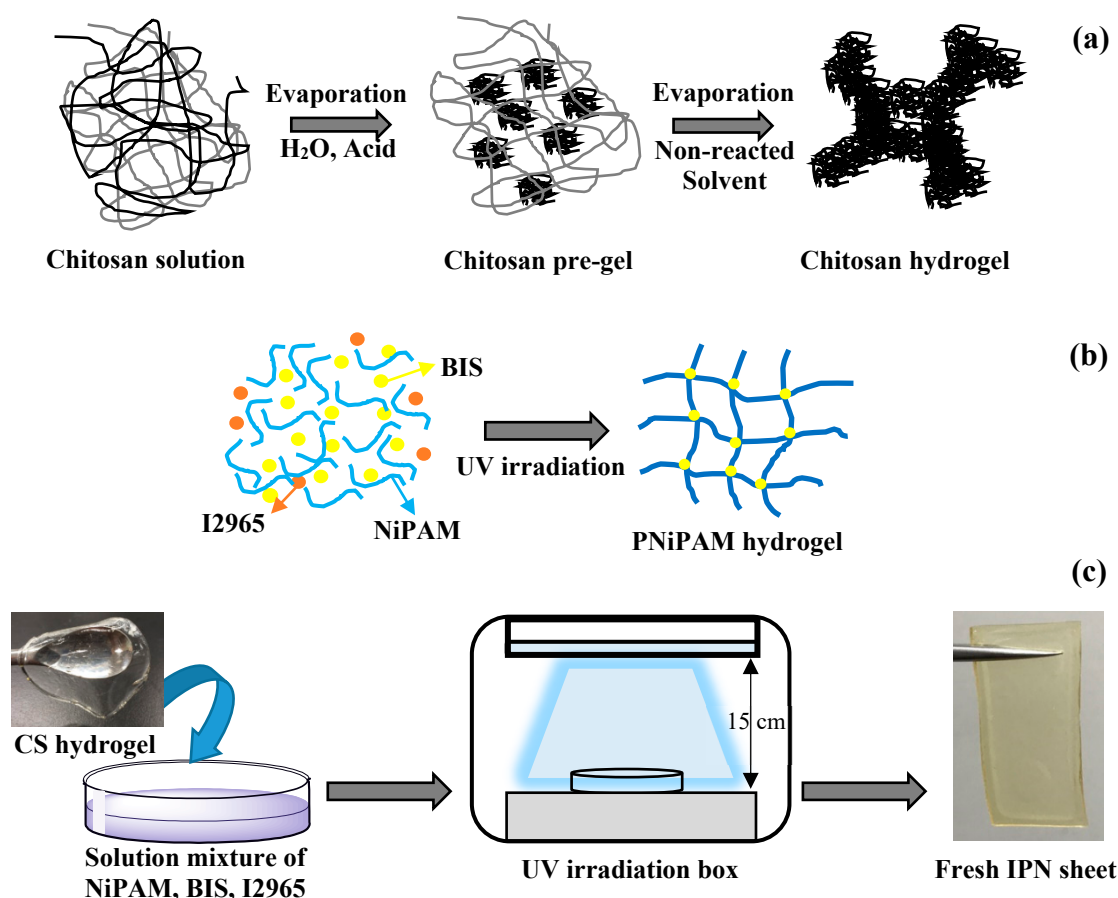 (a)
Evaporation
H₂O, Acid
Evaporation
Non-reacted
Solvent
Chitosan solution
Chitosan pre-gel
Chitosan hydrogel
(b)
BIS
I2965
NiPAM
UV irradiation
PNiPAM hydrogel
(c)
CS hydrogel
Solution mixture of
NiPAM, BIS, I2965
15 cm
UV irradiation box
Fresh IPN sheet